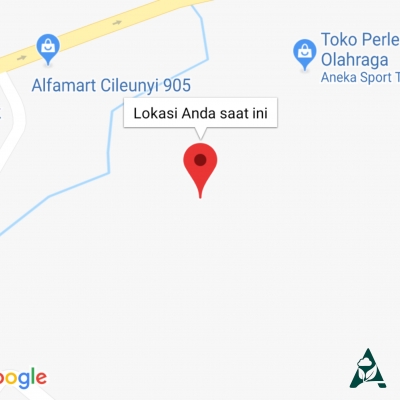 Toko Perle
Olahraga
Aneka Sport T
Alfamart Cileunyi 905
Lokasi Anda saat ini
oogle